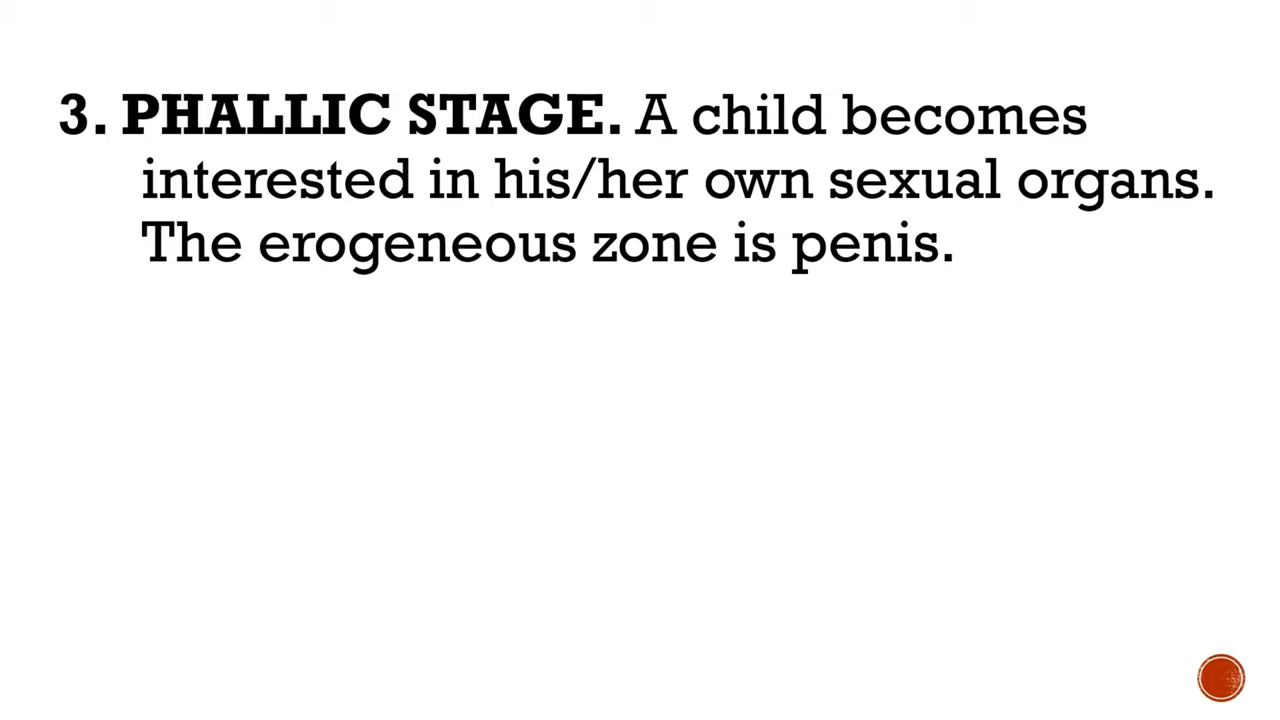 3. PHALLIC STAGE. A child becomes
interested in his/her own sexual organs.
The erogeneous zone is penis.